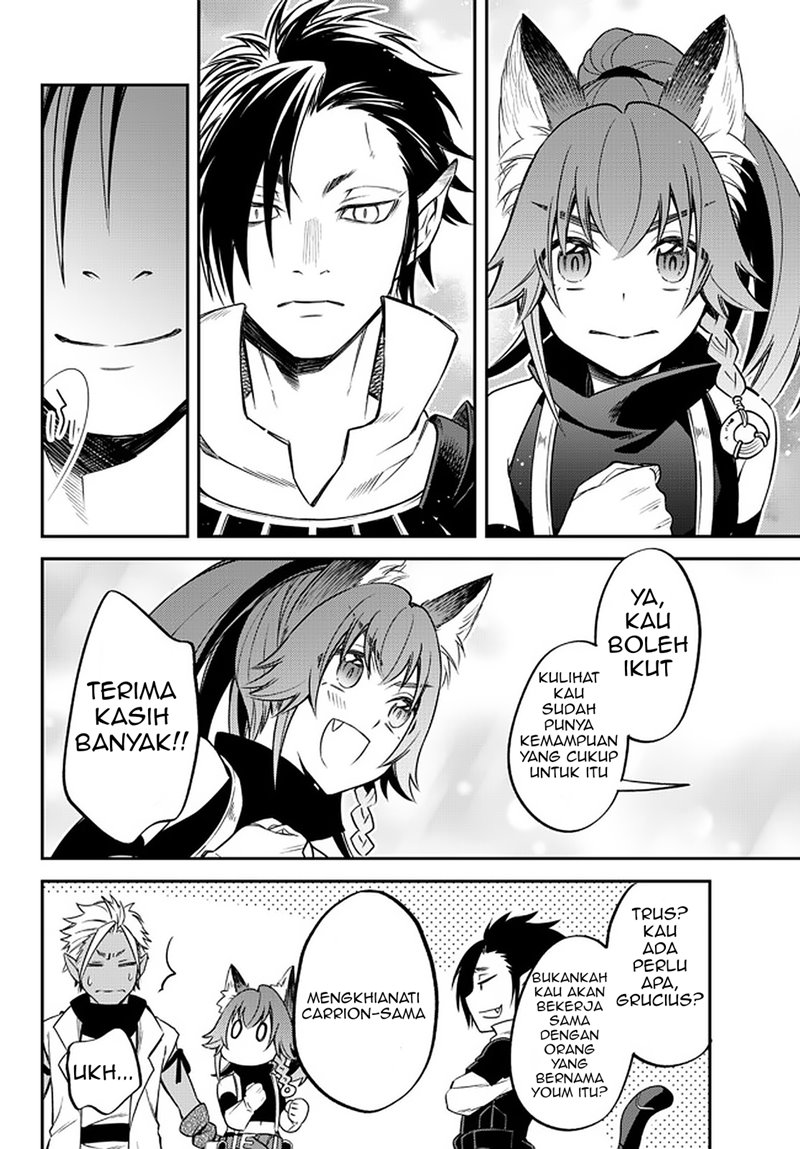 YA,
KAU
BOLEH
IKUT
KULIHAT
KAU
SUDAH
PUNYA
KEMAMPUAN
YANG CUKUP
UNTUK ITU
TERIMA
KASIH
BANYAK!!
TRUS?
KAU
ADA
PERLU
APA,
GRUCIUS?
BUKANKAH
KAU AKAN
BEKERJA
SAMA
DENGAN
ORANG
YANG
BERNAMA
YOUM ITU?
MENGKHIANATI
CARRION-SAMA
UKH...